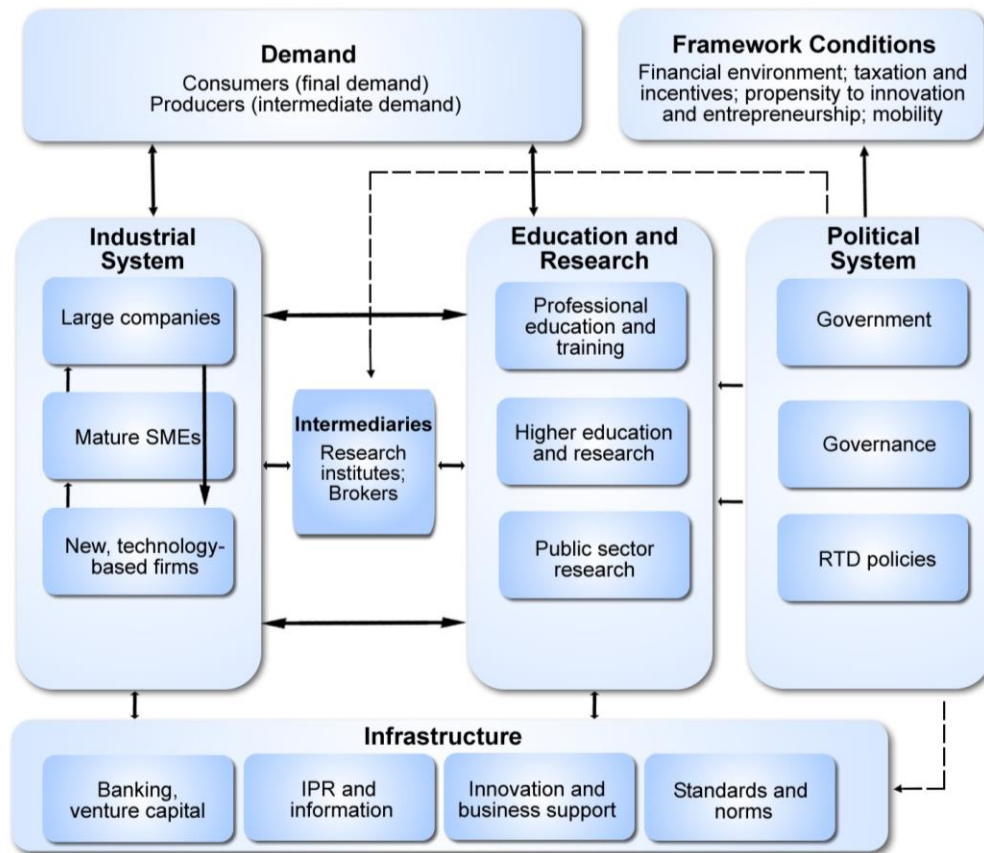 Demand
Consumers (final demand)
Producers (intermediate demand)
Framework Conditions
Financial environment; taxation and
incentives; propensity to innovation
and entrepreneurship; mobility
Industrial
System
Large companies
Mature SMEs
New, technology-
based firms
Intermediaries
Research
institutes;
Brokers
Education and
Research
Professional
education and
training
Higher education
and research
Public sector
research
Political
System
Government
Governance
RTD policies
Infrastructure
Banking,
venture capital
IPR and
information
Innovation and
business support
Standards and
norms